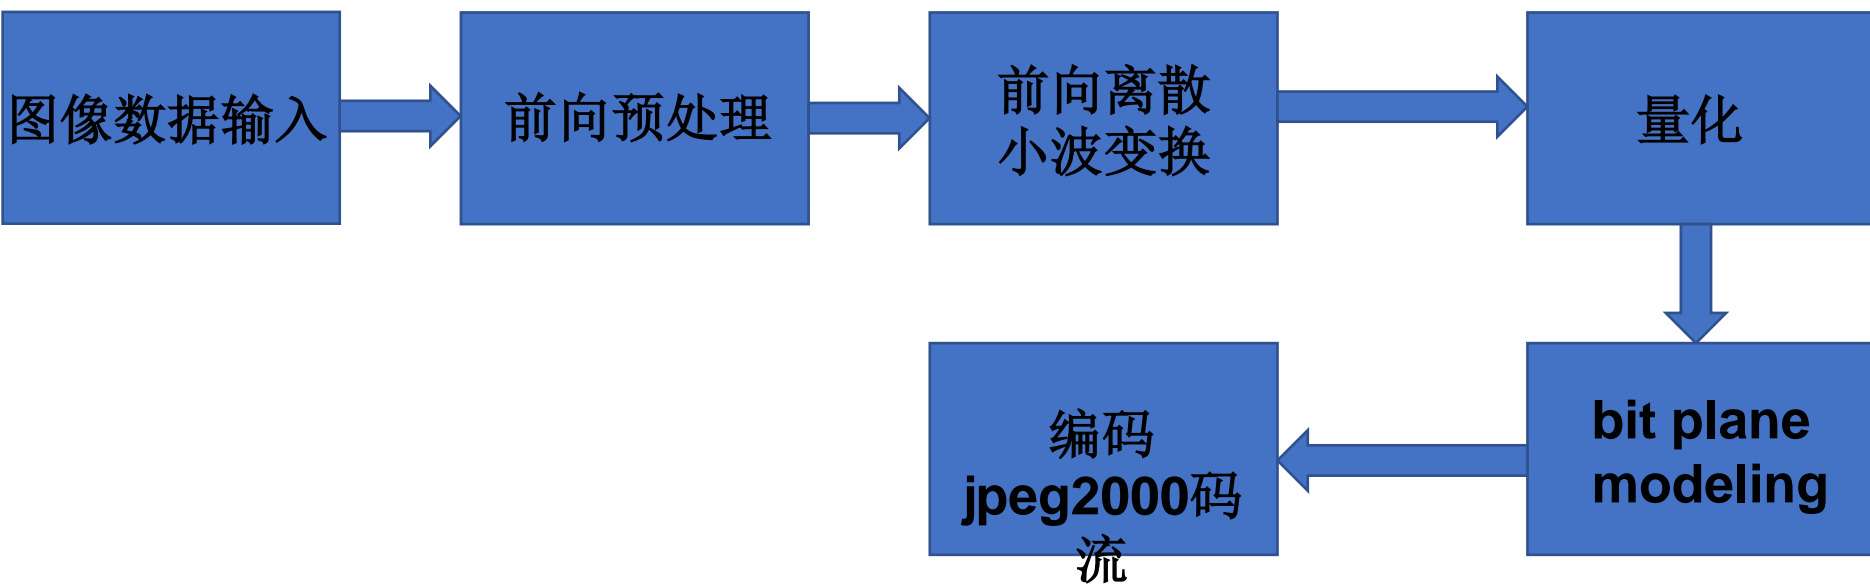 图像数据输入
前向预处理
前向离散
小波变换
量化
bit plane
modeling
编码
jpeg2000码
流